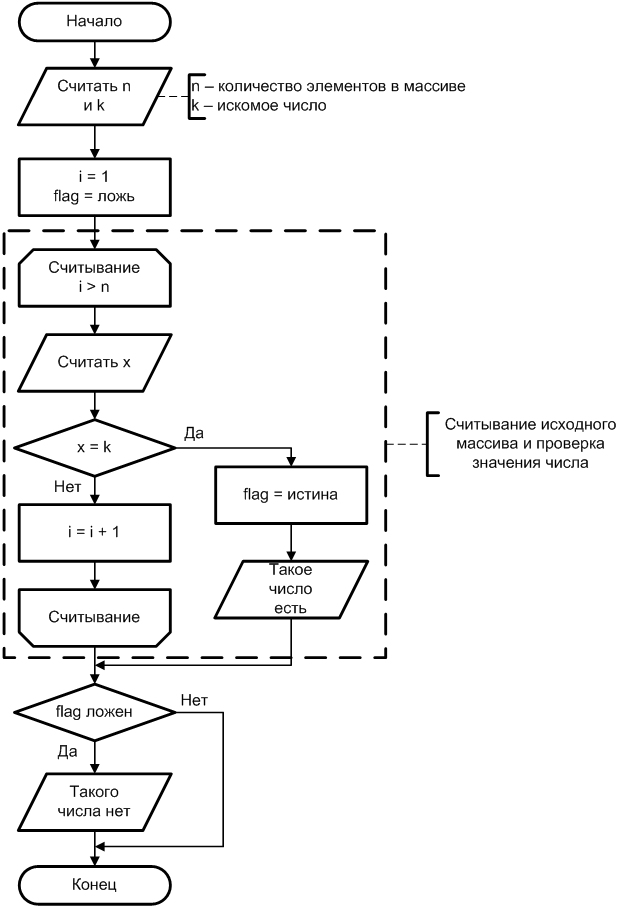 Начало
Считать n
и k
n – количество элементов в массиве
k – искомое число
i = 1
flag = ложь
Считывание
i > n
Считать x
x = k
Да
Нет
flag = истина
i = i + 1
Такое
число
есть
Считывание
Считывание исходного
массива и проверка
значения числа
flag ложен
Нет
Да
Такого
числа нет
Конец